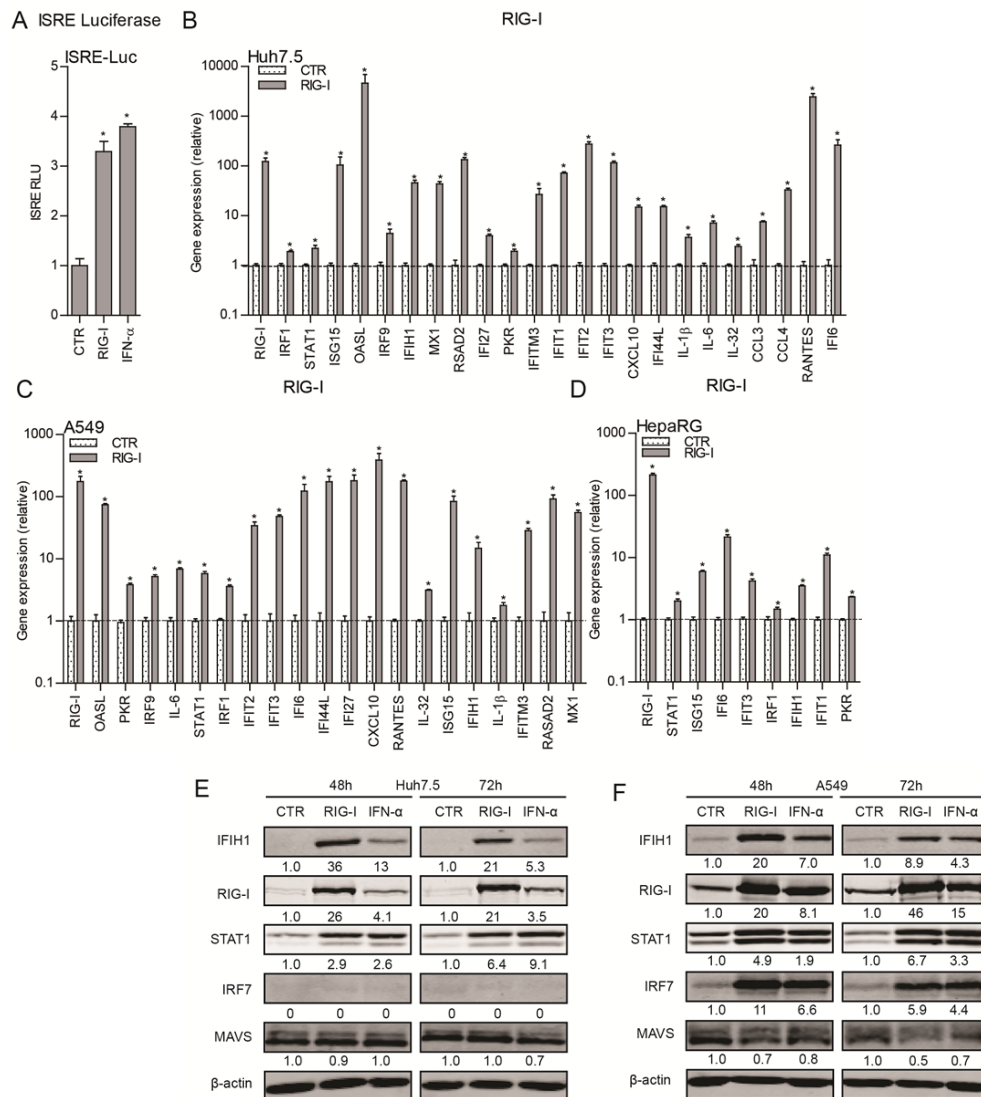 A ISRE Luciferase
ISRE-Luc
5
4
3
2
1
0
ISRE RLU
CTR
RIG-I
IFN-α
B
RIG-I
Huh7.5
CTR
RIG-I
10000
1000
100
10
1
0.1
Gene expression (relative)
RIG-I
IRF1
STAT1
ISG15
OASL
IRF9
IFIH1
MX1
RSAD2
IFI27
PKR
IFITM3
IFIT1
IFIT2
IFIT3
CXCL10
IFI44L
IL-1β
IL-6
IL-32
CCL3
CCL4
RANTES
IFI6
C
RIG-I
A549
CTR
RIG-I
1000
100
10
1
0.1
Gene expression (relative)
RIG-I
OASL
PKR
IRF9
IL-6
STAT1
IRF1
IFIT2
IFIT3
IFI6
IFI44L
IFI27
CXCL10
RANTES
IL-32
ISG15
IFIH1
IL-1β
IFITM3
RASAD2
MX1
D
RIG-I
HepaRG
CTR
RIG-I
1000
100
10
1
0.1
Gene expression (relative)
RIG-I
STAT1
ISG15
IFI6
IFIT3
IRF1
IFIH1
IFIT1
PKR
E
48h Huh7.5 72h
CTR RIG-I IFN-α CTR RIG-I IFN-α
IFIH1
1.0 36 13 1.0 21 5.3
RIG-I
1.0 26 4.1 1.0 21 3.5
STAT1
1.0 2.9 2.6 1.0 6.4 9.1
IRF7
0 0 0 0 0 0
MAVS
1.0 0.9 1.0 1.0 1.0 0.7
β-actin
F
48h A549 72h
CTR RIG-I IFN-α CTR RIG-I IFN-α
IFIH1
1.0 20 7.0 1.0 8.9 4.3
RIG-I
1.0 20 8.1 1.0 46 15
STAT1
1.0 4.9 1.9 1.0 6.7 3.3
IRF7
1.0 11 6.6 1.0 5.9 4.4
MAVS
1.0 0.7 0.8 1.0 0.5 0.7
β-actin